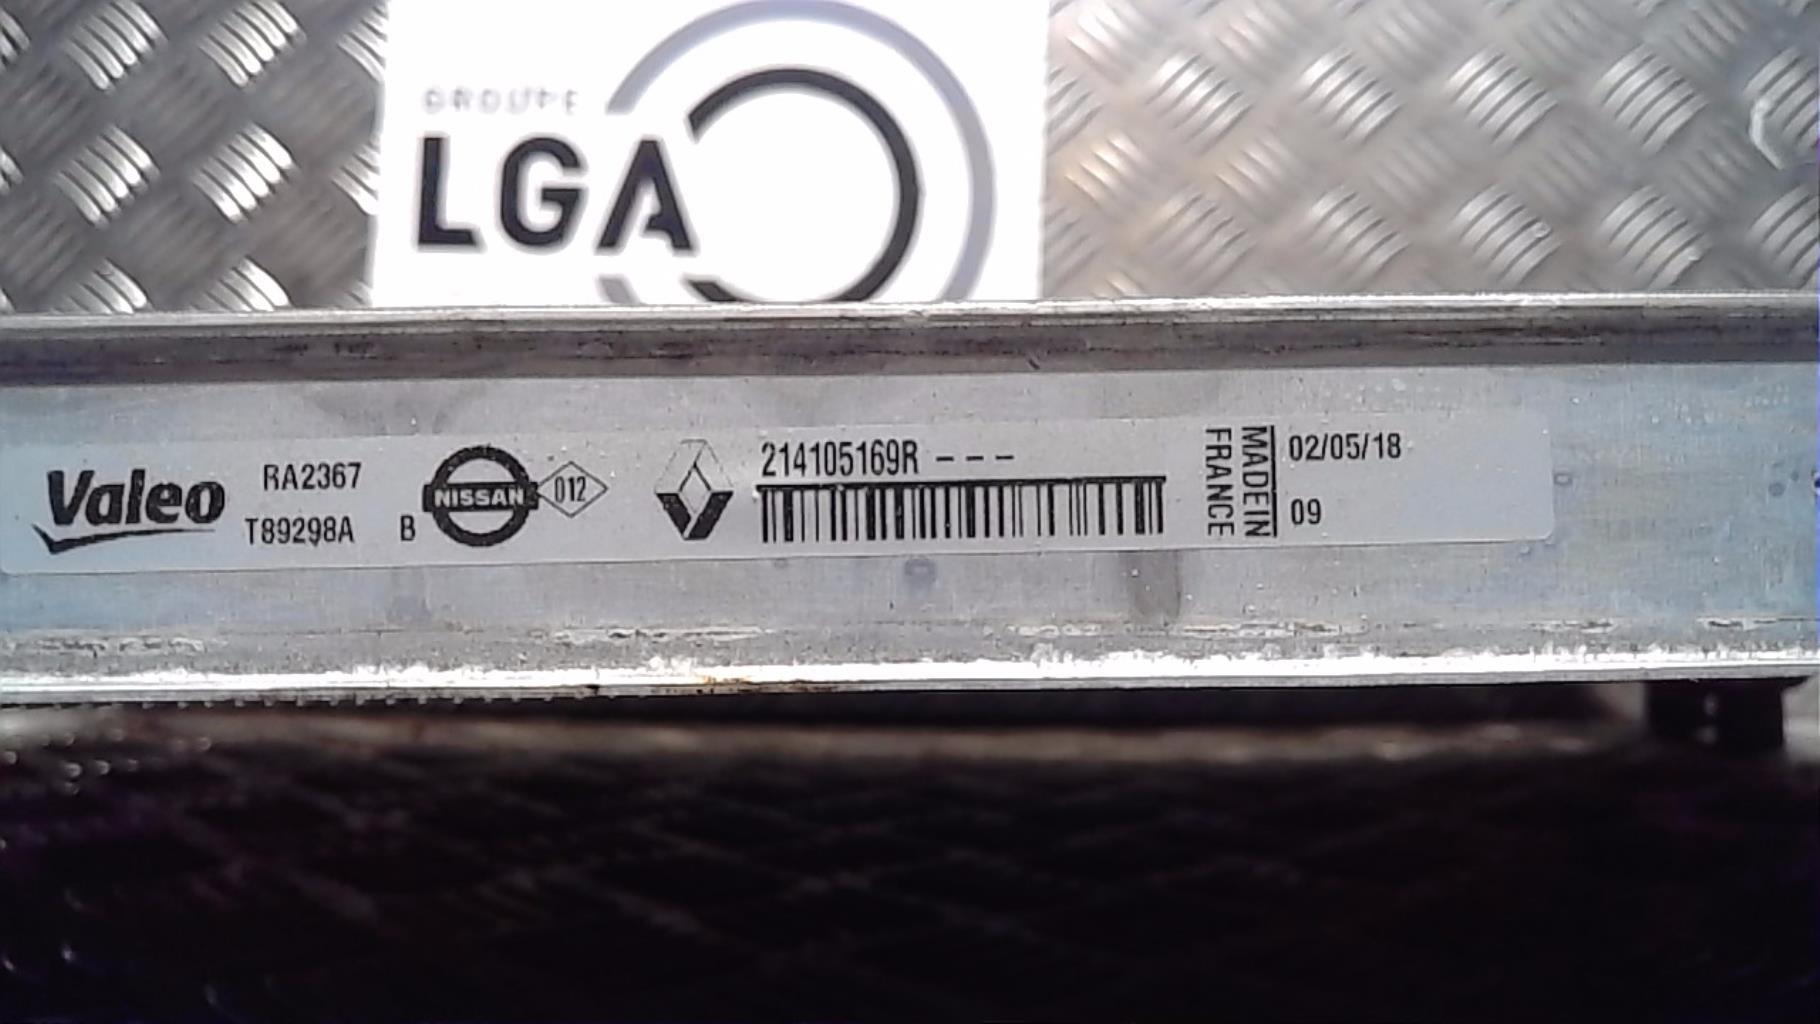 GROUPE
LGA
Valeo
RA2367
T89298A B
NISSAN
012
214105169R - - -
MADE IN
FRANCE
02/05/18
09